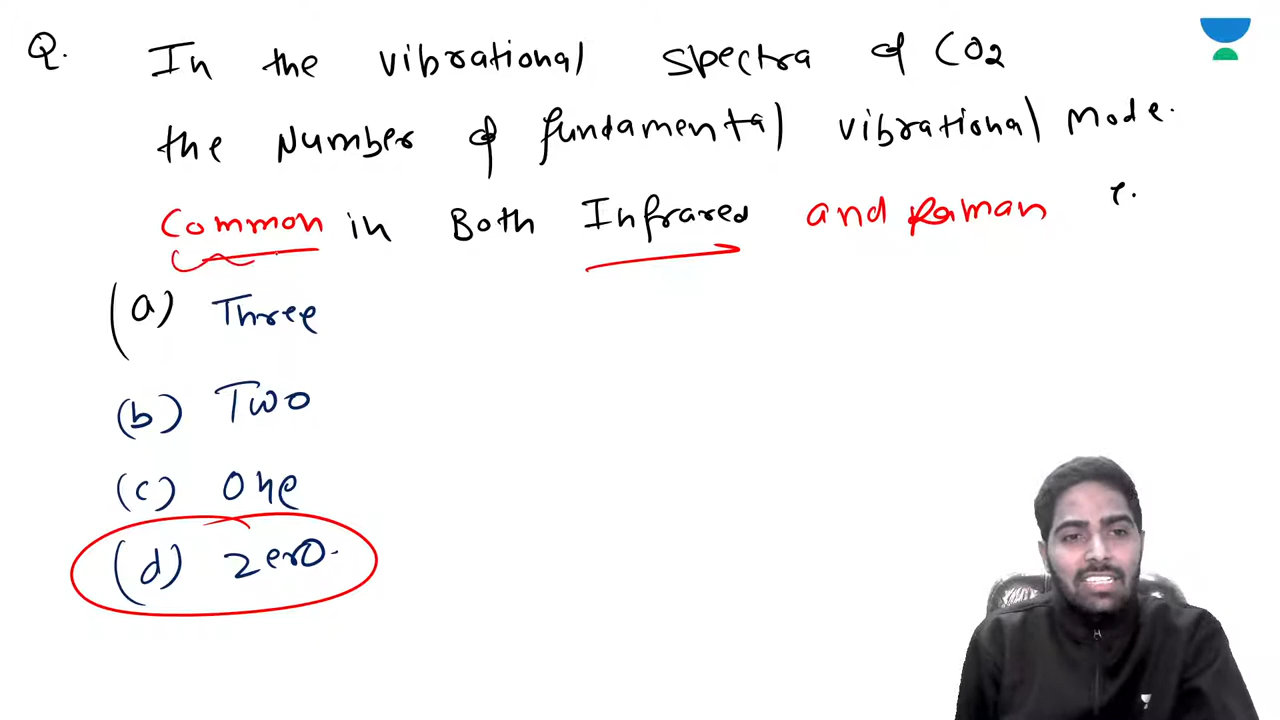 Q. In the vibrational spectra of CO2
the Number of fundamental vibrational Mode.
Common in Both Infrared and Raman
(a) Three
(b) Two
(c) One
(d) Zero.